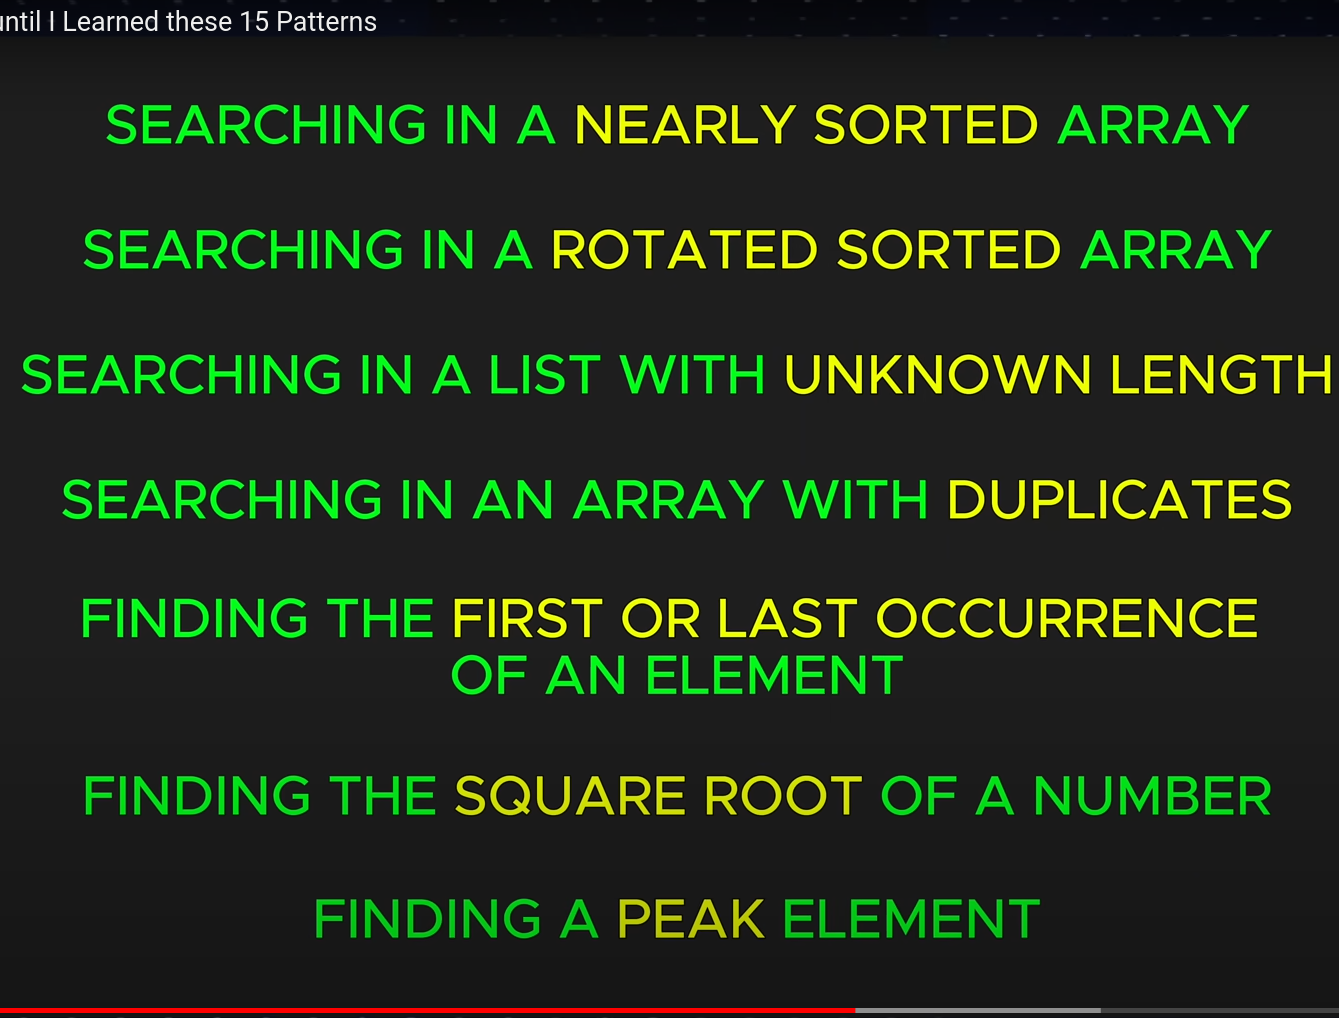 until I Learned these 15 Patterns
SEARCHING IN A NEARLY SORTED ARRAY
SEARCHING IN A ROTATED SORTED ARRAY
SEARCHING IN A LIST WITH UNKNOWN LENGTH
SEARCHING IN AN ARRAY WITH DUPLICATES
FINDING THE FIRST OR LAST OCCURRENCE
OF AN ELEMENT
FINDING THE SQUARE ROOT OF A NUMBER
FINDING A PEAK ELEMENT